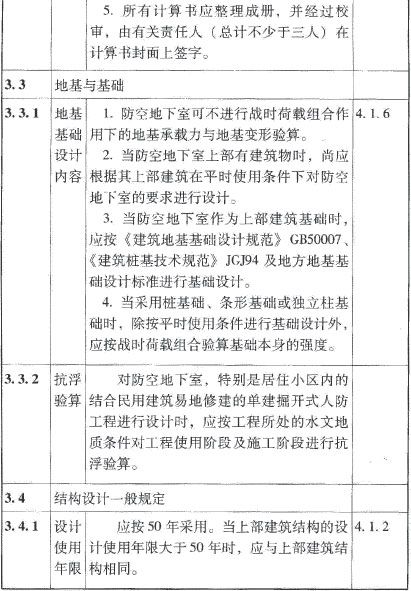 5. 所有计算书应整理成册，并经过校
审，由有关责任人（总计不少于三人）在
计算书封面上签字。
3.3 地基与基础
3.3.1 地基 1. 防空地下室可不进行战时荷载组合作 4.1.6
基础 用下的地基承载力与地基变形验算。
设计 2. 当防空地下室上部有建筑物时，尚应
内容 根据其上部建筑在平时使用条件下对防空
地下室的要求进行设计。
3. 当防空地下室作为上部建筑基础时，
应按《建筑地基基础设计规范》GB50007、
《建筑桩基技术规范》JGJ94 及地方地基基
础设计标准进行基础设计。
4. 当采用桩基础、条形基础或独立柱基
础时，除按平时使用条件进行基础设计外，
应按战时荷载组合验算基础本身的强度。
3.3.2 抗浮 对防空地下室，特别是居住小区内的
验算 结合民用建筑易地修建的单建掘开式人防
工程进行设计时，应按工程所处的水文地
质条件对工程使用阶段及施工阶段进行抗
浮验算。
3.4 结构设计一般规定
3.4.1 设计 应按 50 年采用。当上部建筑结构的设 4.1.2
使用 计使用年限大于 50 年时，应与上部建筑结
年限 构相同。